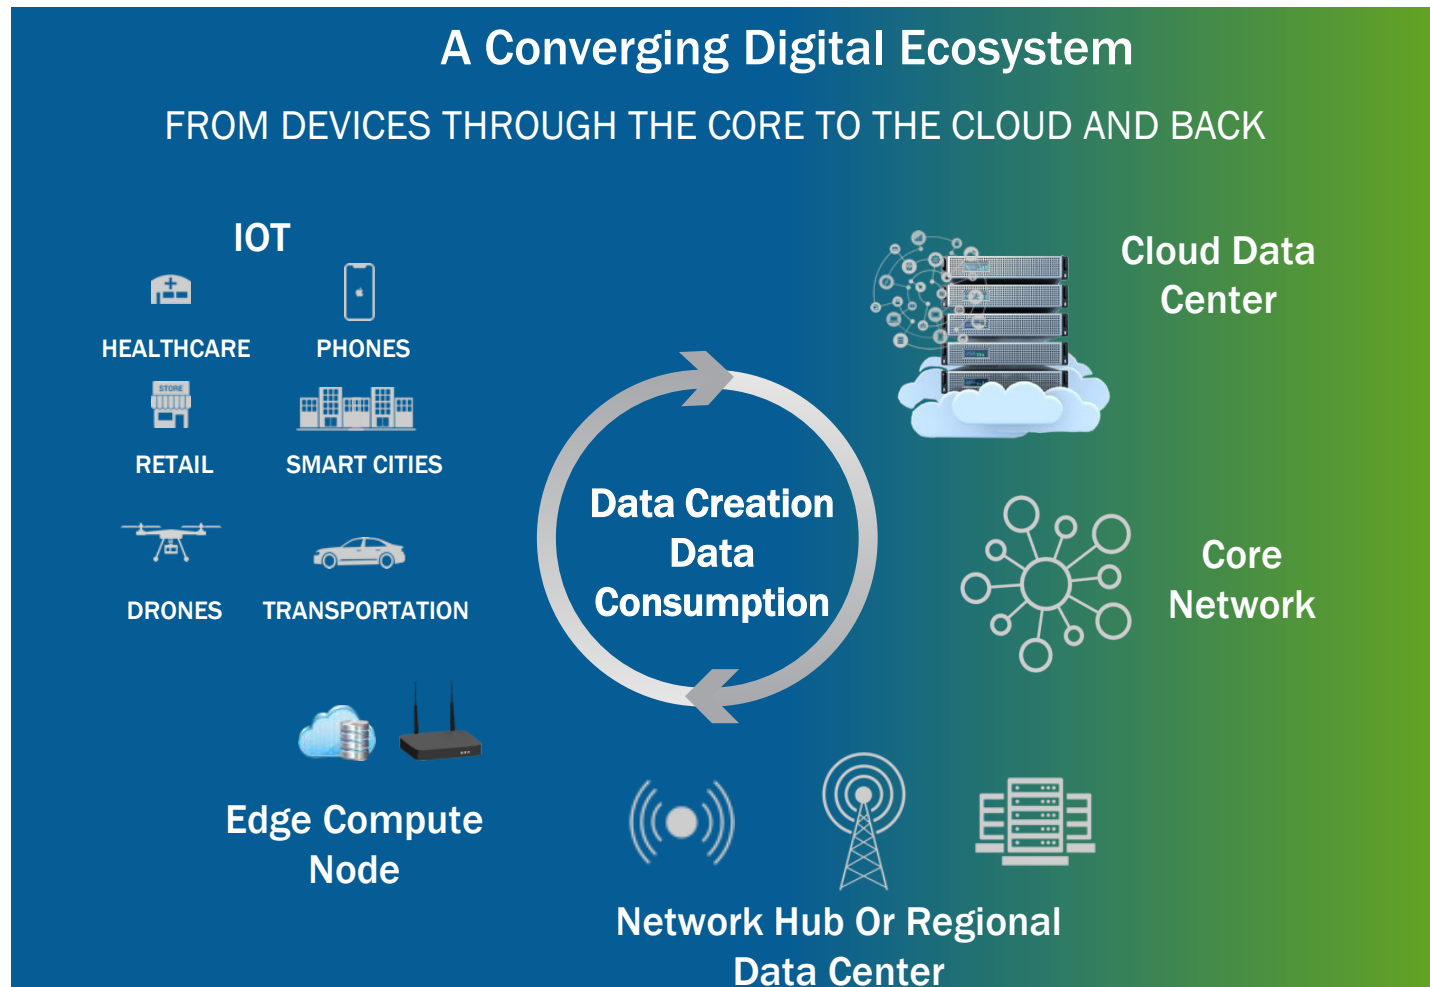 A Converging Digital Ecosystem
FROM DEVICES THROUGH THE CORE TO THE CLOUD AND BACK
IOT
HEALTHCARE
PHONES
STORE
RETAIL
SMART CITIES
DRONES
TRANSPORTATION
Edge Compute
Node
Data Creation
Data
Consumption
Cloud Data
Center
Core
Network
Network Hub Or Regional
Data Center